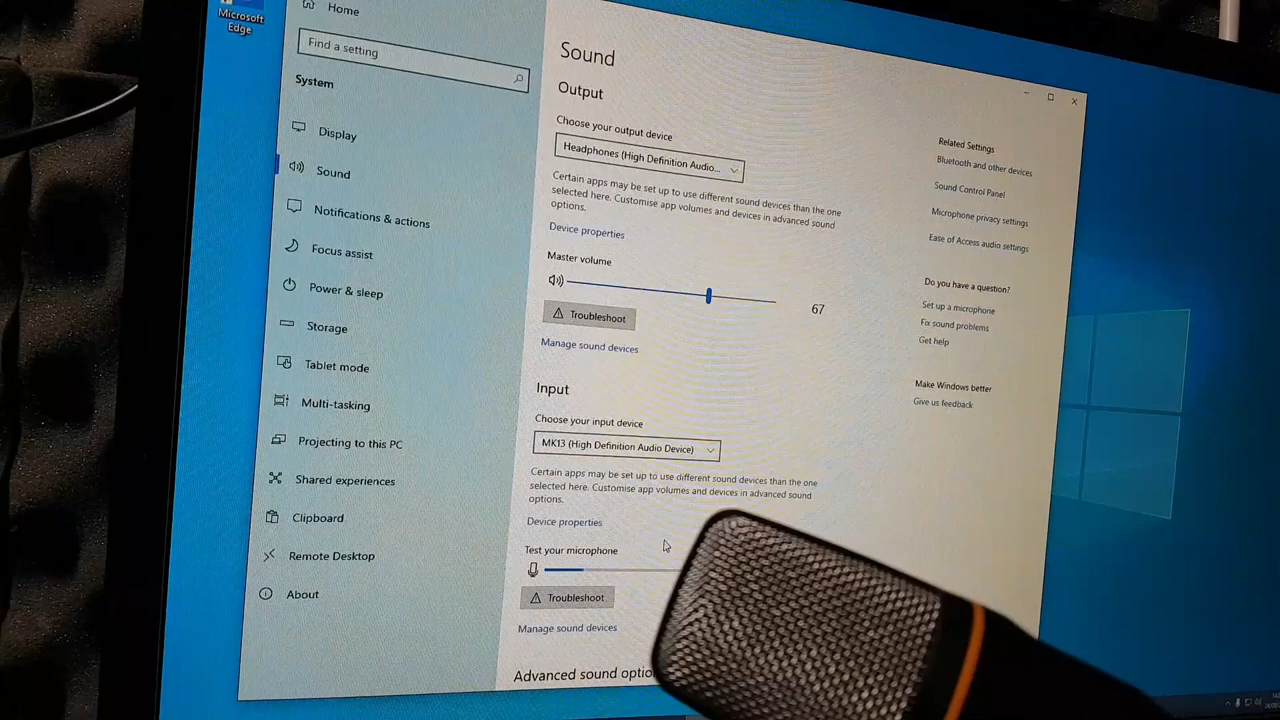 Microsoft
Edge
Home
Find a setting
System
Display
Sound
Notifications & actions
Focus assist
Power & sleep
Storage
Tablet mode
Multi-tasking
Projecting to this PC
Shared experiences
Clipboard
Remote Desktop
About
Sound
Output
Choose your output device
Headphones (High Definition Audio...
Certain apps may be set up to use different sound devices than the one
selected here. Customise app volumes and devices in advanced sound
options.
Device properties
Master volume
67
Troubleshoot
Manage sound devices
Input
Choose your input device
MK13 (High Definition Audio Device)
Certain apps may be set up to use different sound devices than the one
selected here. Customise app volumes and devices in advanced sound
options.
Device properties
Test your microphone
Troubleshoot
Manage sound devices
Advanced sound optio
Related Settings
Bluetooth and other devices
Sound Control Panel
Microphone privacy settings
Ease of Access audio settings
Do you have a question?
Set up a microphone
Fix sound problems
Get help
Make Windows better
Give us feedback